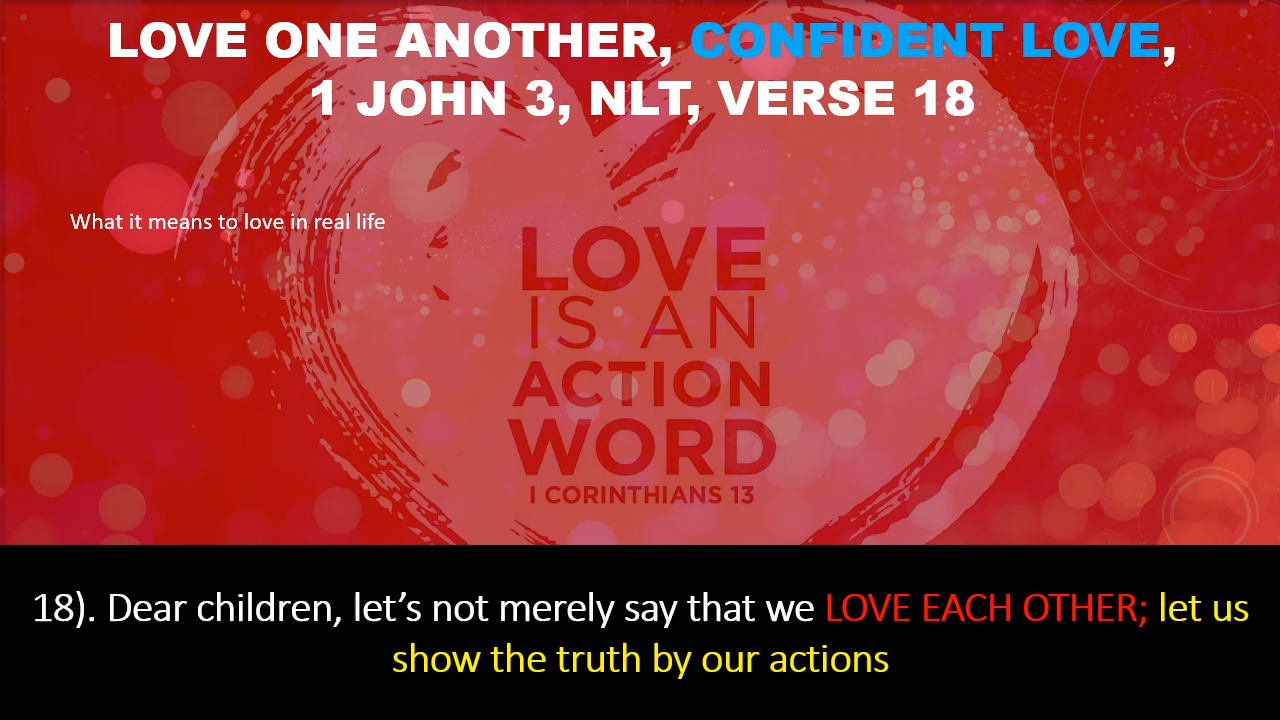 LOVE ONE ANOTHER, CONFIDENT LOVE,
1 JOHN 3, NLT, VERSE 18
What it means to love in real life
LOVE
IS AN
ACTION
WORD
I CORINTHIANS 13
18). Dear children, let’s not merely say that we LOVE EACH OTHER; let us
show the truth by our actions